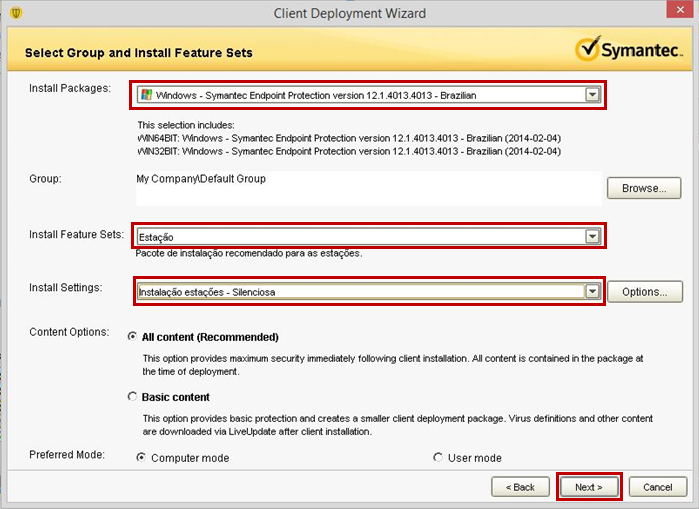 Client Deployment Wizard
Select Group and Install Feature Sets
Symantec.
Install Packages:
Windows - Symantec Endpoint Protection version 12.1.4013.4013 - Brazilian
This selection includes:
WIN64BIT: Windows - Symantec Endpoint Protection version 12.1.4013.4013 - Brazilian (2014-02-04)
WIN32BIT: Windows - Symantec Endpoint Protection version 12.1.4013.4013 - Brazilian (2014-02-04)
Group:
My Company\Default Group
Browse...
Install Feature Sets:
Estação
Pacote de instalação recomendado para as estações.
Install Settings:
Instalação estações - Silenciosa
Options...
Content Options:
All content (Recommended)
This option provides maximum security immediately following client installation. All content is contained in the package at
the time of deployment.
Basic content
This option provides basic protection and creates a smaller client deployment package. Virus definitions and other content
are downloaded via LiveUpdate after client installation.
Preferred Mode:
Computer mode
User mode
< Back
Next >
Cancel